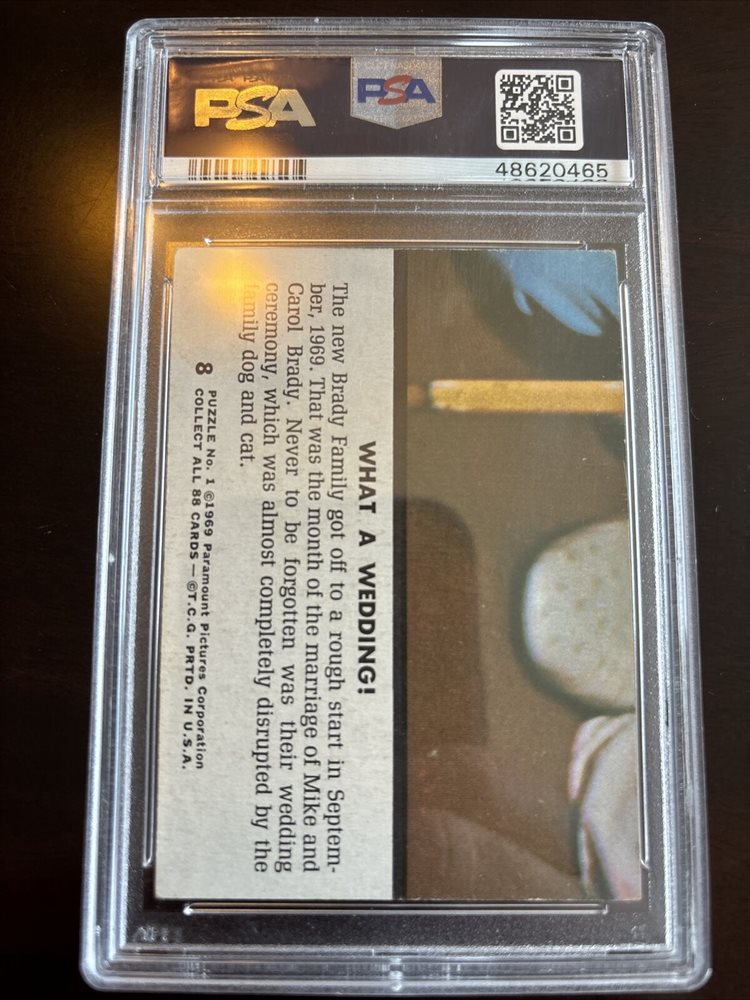 PSA
PSA
48620465
WHAT A WEDDING!
The new Brady Family got off to a rough start in Septem-
ber, 1969. That was the month of the marriage of Mike and
Carol Brady. Never to be forgotten was their wedding
ceremony, which was almost completely disrupted by the
family dog and cat.
8
PUZZLE No. 1 ©1969 Paramount Pictures Corporation
COLLECT ALL 88 CARDS—©T.C.G. PRTD. IN U.S.A.